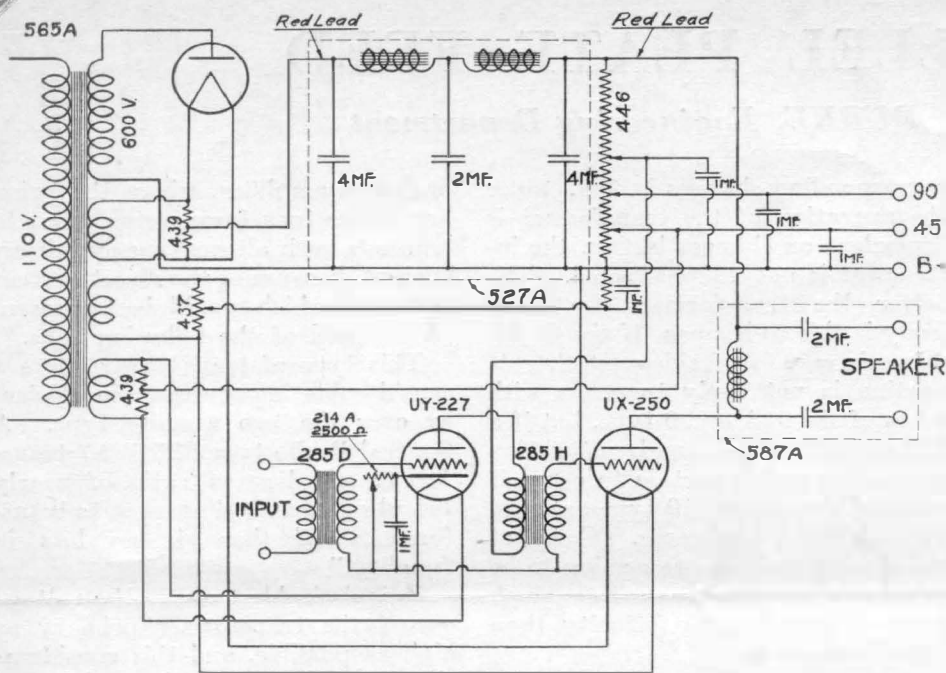 565A
Red Lead
Red Lead
600 V.
110 V.
439
437
439
4MF.
2MF.
4MF.
446
1MF.
1MF.
1MF.
1MF.
90
45
B-
527A
2MF.
SPEAKER
2MF.
587A
UY-227
UX-250
214 A
2500 Ω
285 D
285 H
INPUT
1MF.